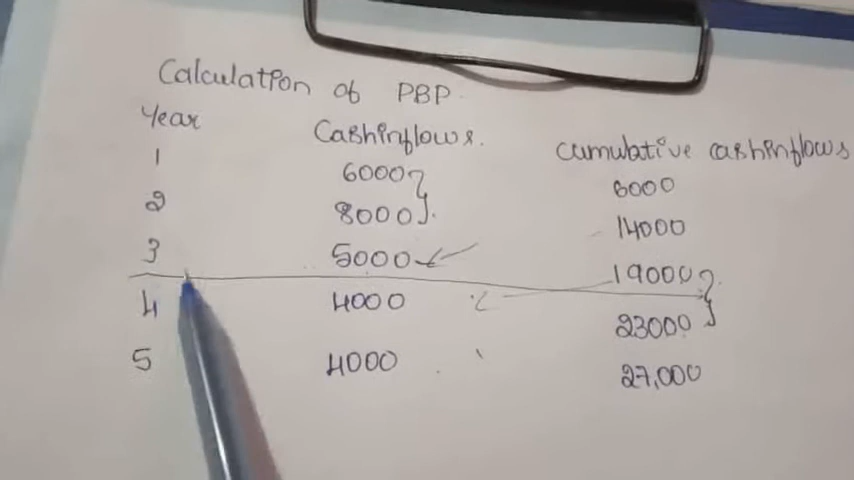 Calculation of PBP
Year Cashinflows. Cumulative cashinflows
1 6000 6000
2 8000 14000
3 5000 19000
4 4000 23000
5 4000 27,000